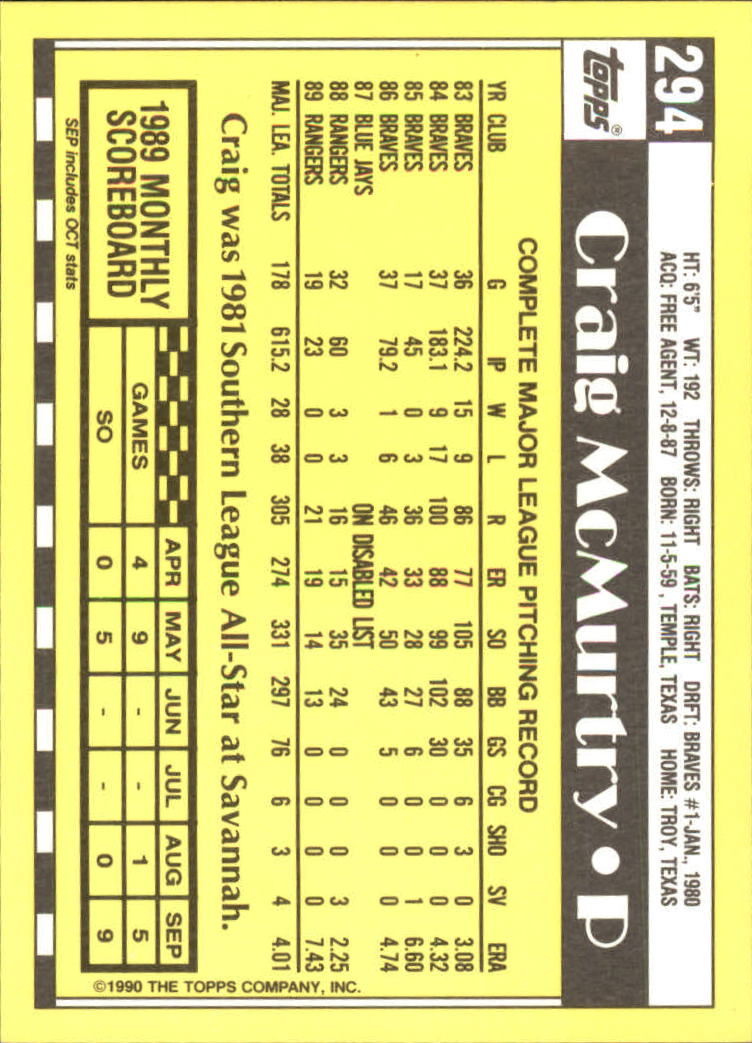 294
HT: 6'5" WT: 192 THROWS: RIGHT BATS: RIGHT DRFT: BRAVES #1-JAN., 1980
ACQ: FREE AGENT, 12-8-87 BORN: 11-5-59, TEMPLE, TEXAS HOME: TROY, TEXAS
TOPPS®
Craig McMurtry • P
COMPLETE MAJOR LEAGUE PITCHING RECORD
YR CLUB G IP W L R ER SO BB GS CG SHO SV ERA
83 BRAVES 36 224.2 15 9 86 77 105 88 35 6 3 0 3.08
84 BRAVES 37 183.1 9 17 100 88 99 102 30 0 0 0 4.32
85 BRAVES 17 45 0 3 36 33 28 27 6 0 0 1 6.60
86 BRAVES 37 79.2 1 6 46 42 50 43 5 0 0 0 4.74
87 BLUE JAYS ON DISABLED LIST
88 RANGERS 32 60 3 3 16 15 35 24 0 0 0 3 2.25
89 RANGERS 19 23 0 0 21 19 14 13 0 0 0 0 7.43
MAJ. LEA. TOTALS 178 615.2 28 38 305 274 331 297 76 6 3 4 4.01
Craig was 1981 Southern League All-Star at Savannah.
1989 MONTHLY
SCOREBOARD
APR MAY JUN JUL AUG SEP
GAMES 4 9 - - 1 5
SO 0 5 - - 0 9
SEP includes OCT stats
©1990 THE TOPPS COMPANY, INC.